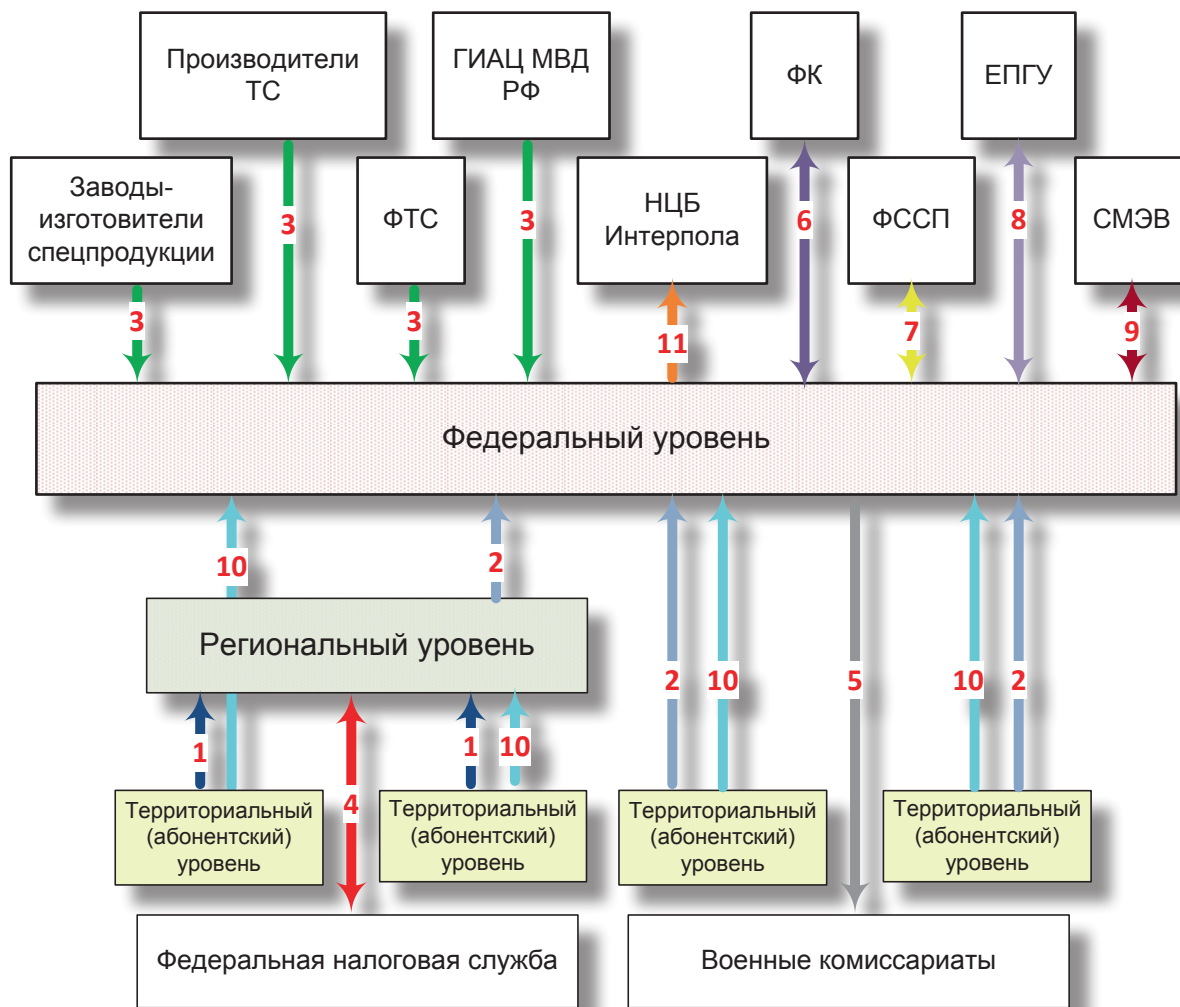 Производители
ТС
ГИАЦ МВД
РФ
ФК
ЕПГУ
Заводы-
изготовители
спецпродукции
ФТС
НЦБ
Интерпола
ФССП
СМЭВ
3
3
6
8
3
3
11
7
9
Федеральный уровень
10
2
Региональный уровень
2
10
5
10
2
1
1
10
4
Территориальный
(абонентский)
уровень
Территориальный
(абонентский)
уровень
Территориальный
(абонентский)
уровень
Территориальный
(абонентский)
уровень
Федеральная налоговая служба
Военные комиссариаты